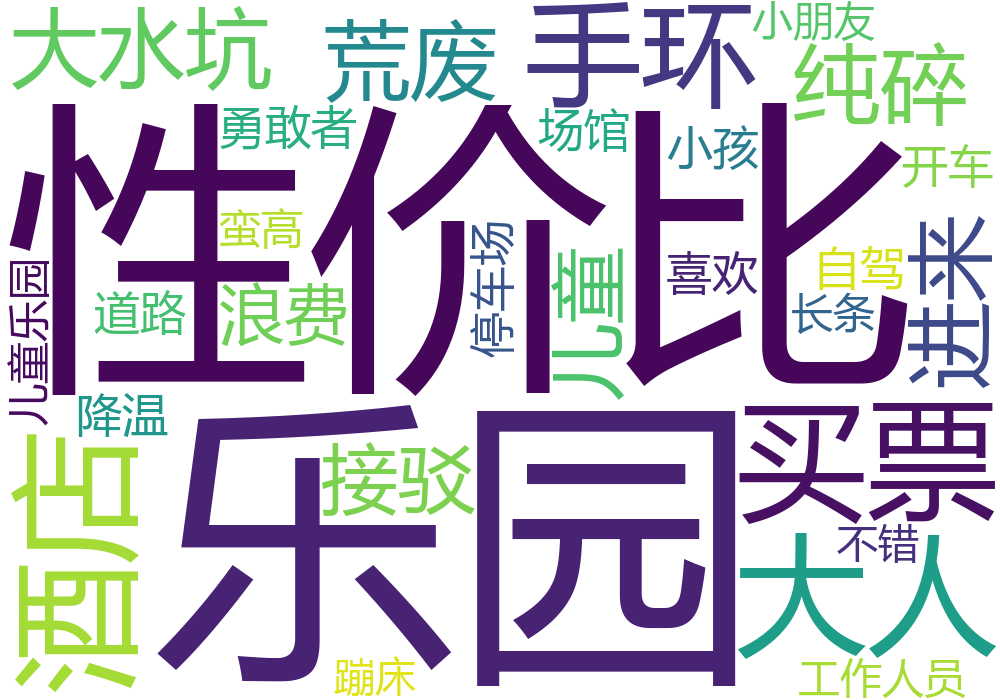 大水坑
荒废
手环
小朋友
纯碎
勇敢者
场馆
小孩
开车
性价比
蛮高
儿童乐园
道路
浪费
停车场
儿童
喜欢
自驾
长条
进来
降温
酒店
乐园
接驳
买票
不错
大人
蹦床
工作人员